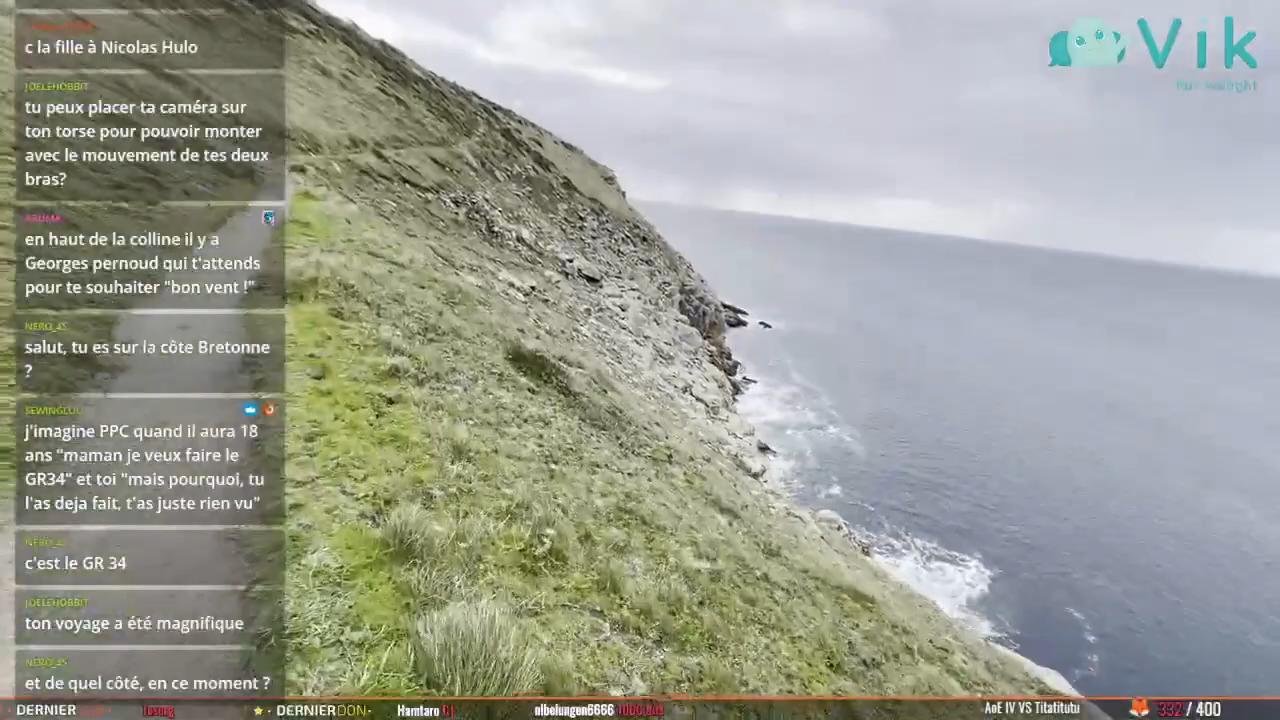 c la fille à Nicolas Hulo
JOELEHOBBIT
tu peux placer ta caméra sur
ton torse pour pouvoir monter
avec le mouvement de tes deux
bras?
en haut de la colline il y a
Georges pernoud qui t'attends
pour te souhaiter "bon vent !"
NERO_45
salut, tu es sur la côte Bretonne
?
j'imagine PPC quand il aura 18
ans "maman je veux faire le
GR34" et toi "mais pourquoi, tu
l'as deja fait, t'as juste rien vu"
NERO_45
c'est le GR 34
JOELEHOBBIT
ton voyage a été magnifique
NERO_45
et de quel côté, en ce moment ?
Vik
DERNIER
DERNIER DON
Hamtaro
nibelungen6666
AoE IV VS Titatitutu
332 / 400